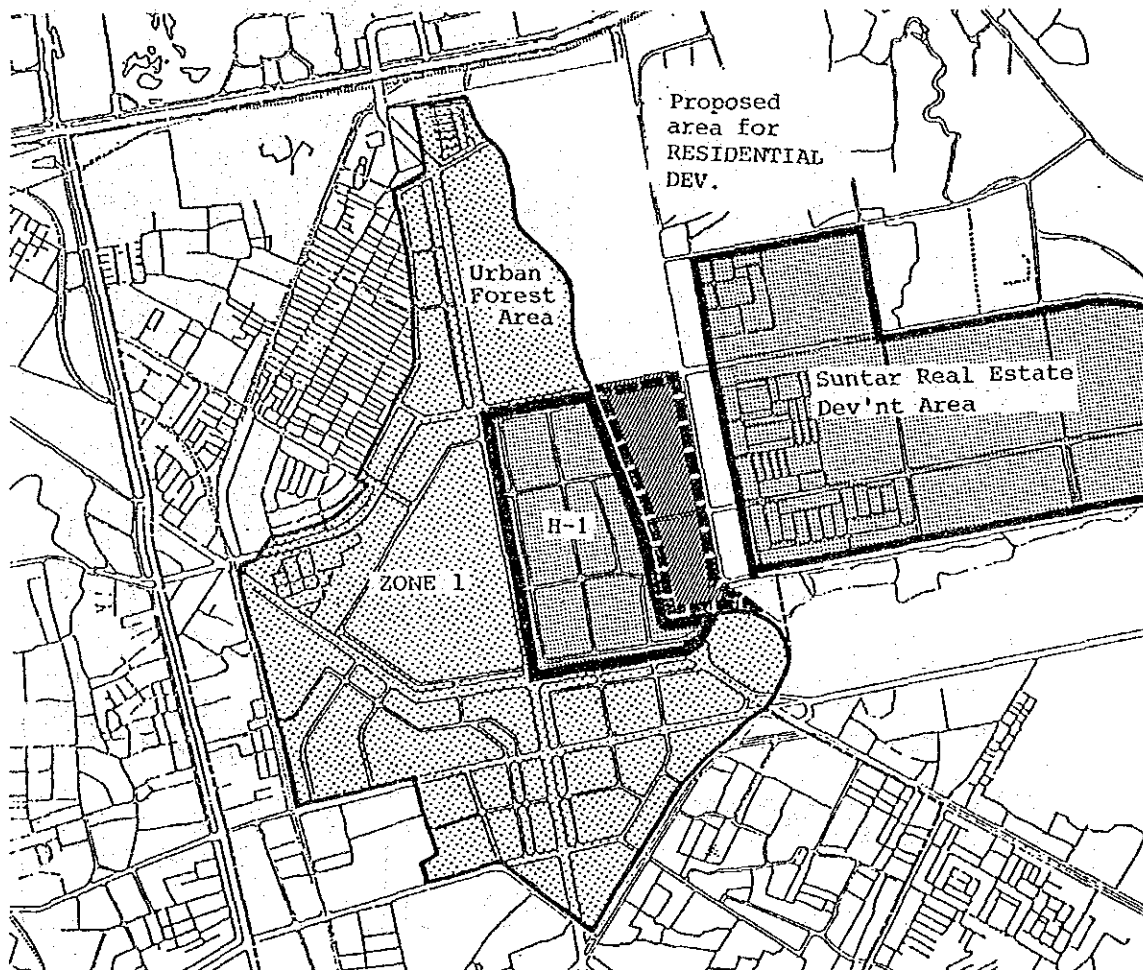 Proposed
area for
RESIDENTIAL
DEV.
Urban
Forest
Area
Suntar Real Estate
Dev'nt Area
H-1
ZONE 1